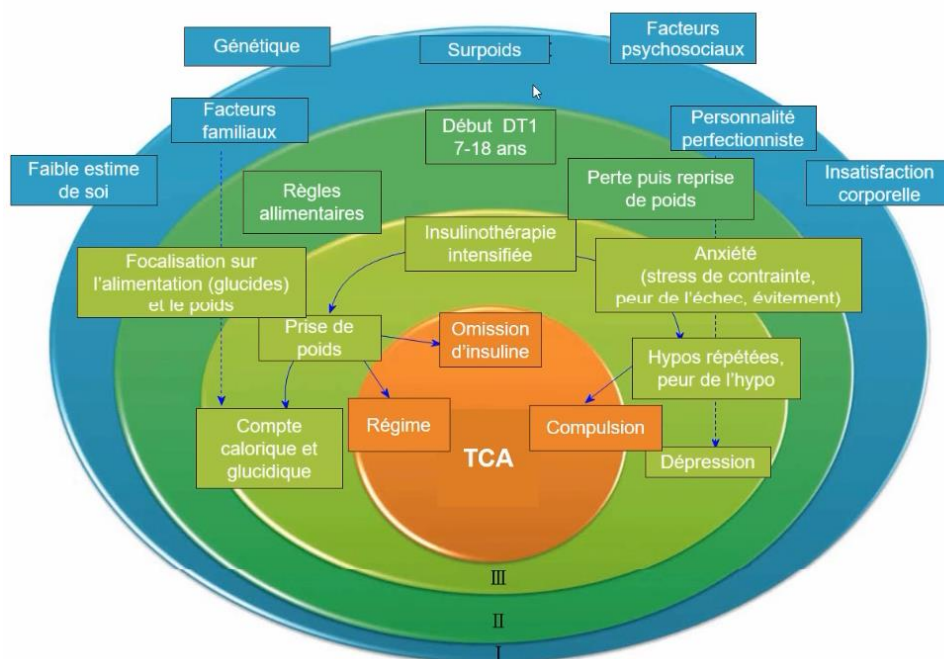 Génétique
Surpoids
Facteurs
psychosociaux
Facteurs
familiaux
Début DT1
7-18 ans
Personnalité
perfectionniste
Faible estime
de soi
Règles
allimentaires
Perte puis reprise
de poids
Insatisfaction
corporelle
Insulinothérapie
intensifiée
Focalisation sur
l'alimentation (glucides)
et le poids
Anxiété
(stress de contrainte,
peur de l'échec, évitement)
Prise de
poids
Omission
d'insuline
Hypos répétées,
peur de l'hypo
Compte
calorique et
glucidique
Régime
Compulsion
TCA
Dépression
III
II
I